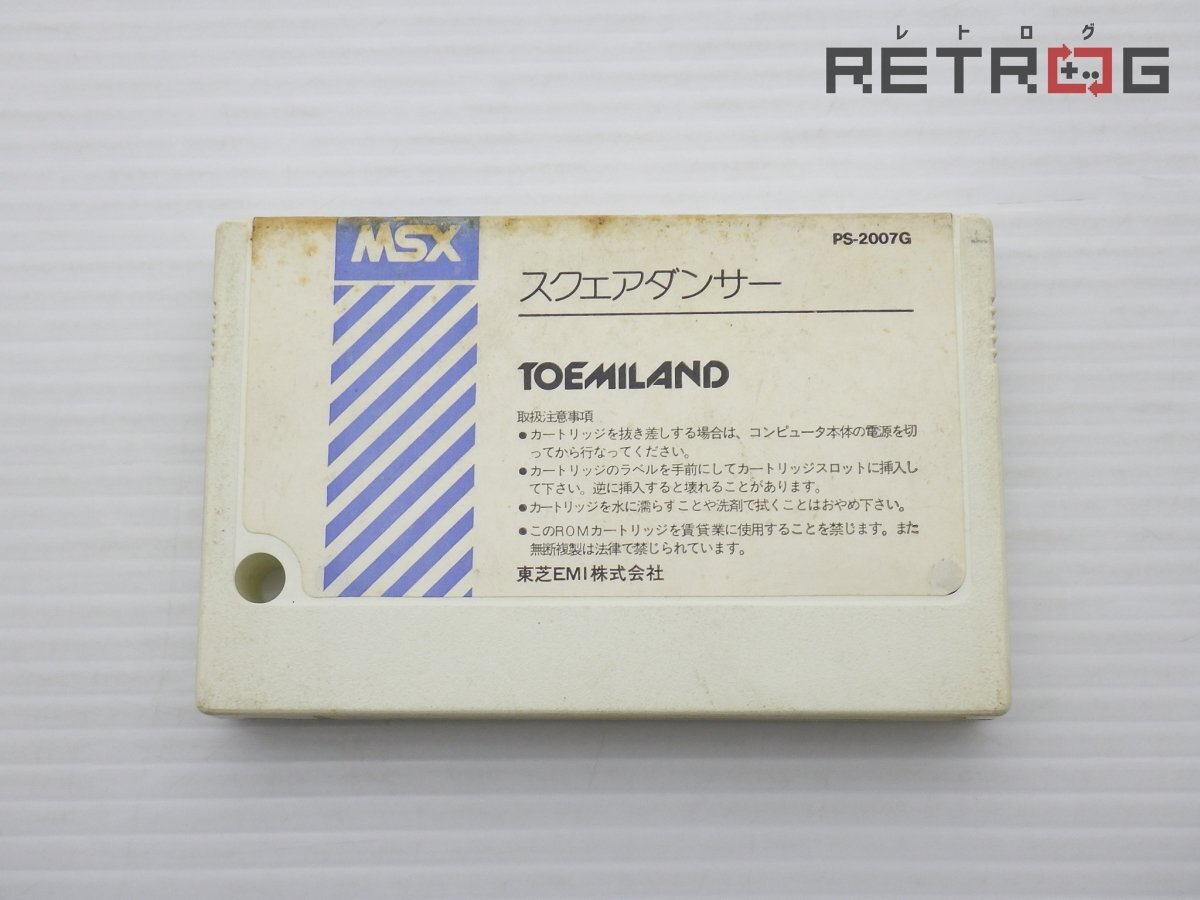 レトログ
RETROG
MSX
PS-2007G
スクェアダンサー
TOEMILAND
取扱注意事項
●カートリッジを抜き差しする場合は、コンピュータ本体の電源を切
ってから行なってください。
●カートリッジのラベルを手前にしてカートリッジスロットに挿入し
て下さい。逆に挿入すると壊れることがあります。
●カートリッジを水に濡らすことや洗剤で拭くことはおやめ下さい。
●このROMカートリッジを賃貸業に使用することを禁じます。また
無断複製は法律で禁じられています。
東芝EMI株式会社